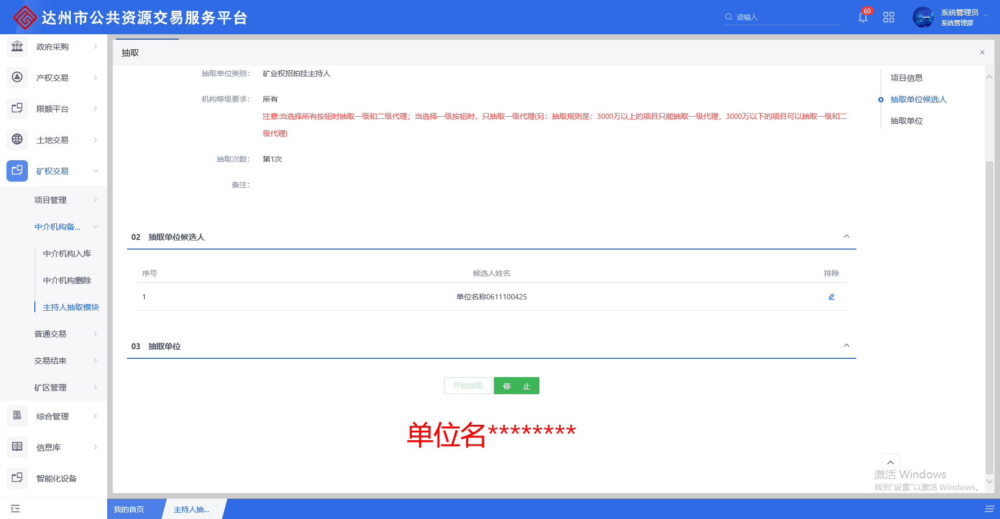 达州市公共资源交易服务平台
请输入
60
系统管理员
系统管理部
政府采购
产权交易
限额平台
土地交易
矿权交易
项目管理
中介机构备...
中介机构入库
中介机构删除
主持人抽取模块
普通交易
交易结束
矿区管理
综合管理
信息库
智能化设备
抽取
抽取单位类别：
矿业权招拍挂主持人
机构等级要求：
所有
注意:当选择所有按钮时抽取一级和二级代理；当选择一级按钮时，只抽取一级代理(另：抽取规则是：3000万以上的项目只能抽取一级代理，3000万以下的项目可以抽取一级和二
级代理)
抽取次数：
第1次
备注：
项目信息
抽取单位候选人
抽取单位
02 抽取单位候选人
序号 候选人姓名 排除
1 单位名称0611100425
03 抽取单位
开始抽取 停 止
单位名********
激活 Windows
转到"设置"以激活 Windows。
我的首页
主持人抽...